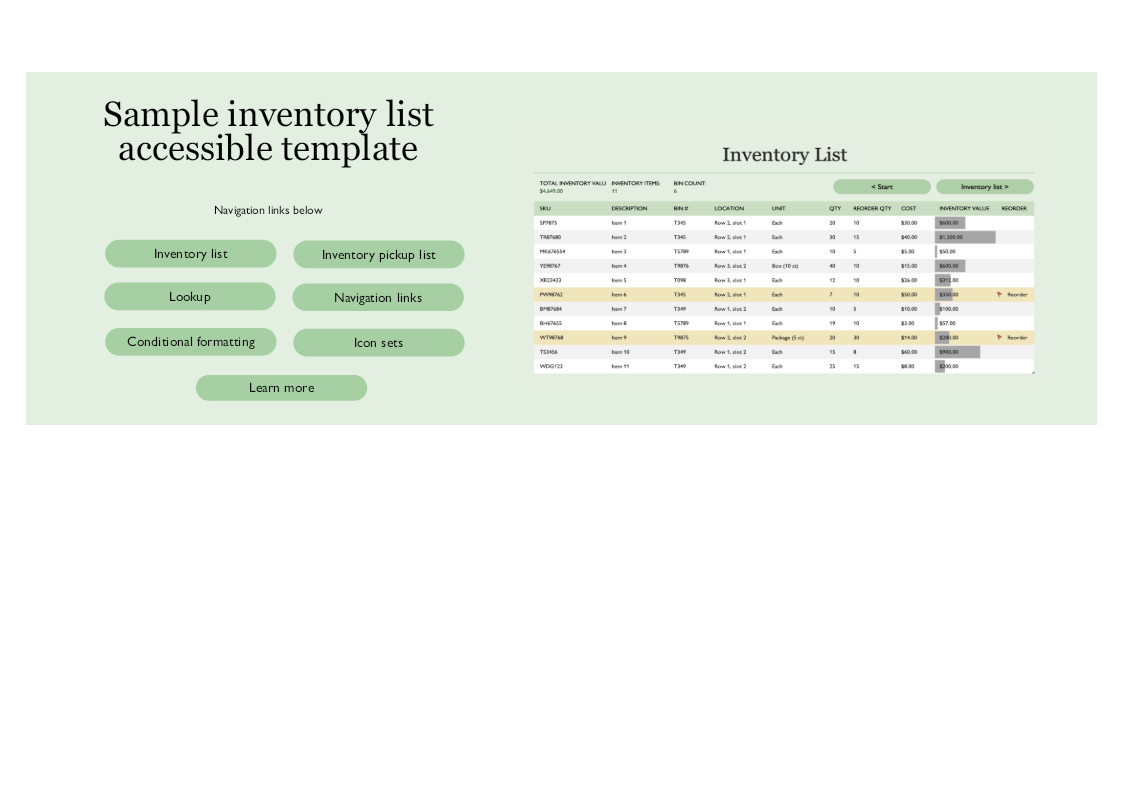 Sample inventory list
accessible template
Navigation links below
Inventory list
Inventory pickup list
Lookup
Navigation links
Conditional formatting
Icon sets
Learn more
Inventory List
TOTAL INVENTORY VALU INVENTORY ITEMS: BIN COUNT:
$4,649.00 11 6
< Start
Inventory list >
SKU DESCRIPTION BIN # LOCATION UNIT QTY REORDER QTY COST INVENTORY VALUE REORDER
SP7875 Item 1 T345 Row 2, slot 1 Each 20 10 $30.00 $600.00
TR87680 Item 2 T345 Row 2, slot 1 Each 30 15 $40.00 $1,200.00
MK676554 Item 3 T5789 Row 1, slot 1 Each 10 5 $5.00 $50.00
YE98767 Item 4 T9876 Row 3, slot 2 Box (10 ct) 40 10 $15.00 $600.00
XR23423 Item 5 T098 Row 3, slot 1 Each 12 10 $26.00 $312.00
PW98762 Item 6 T345 Row 2, slot 1 Each 7 10 $50.00 $350.00 Reorder
BM87684 Item 7 T349 Row 1, slot 2 Each 10 5 $10.00 $100.00
BH67655 Item 8 T5789 Row 1, slot 1 Each 19 10 $3.00 $57.00
WT98768 Item 9 T9875 Row 2, slot 2 Package (5 ct) 20 30 $14.00 $280.00 Reorder
TS3456 Item 10 T349 Row 1, slot 2 Each 15 8 $60.00 $900.00
WDG123 Item 11 T349 Row 1, slot 2 Each 25 15 $8.00 $200.00